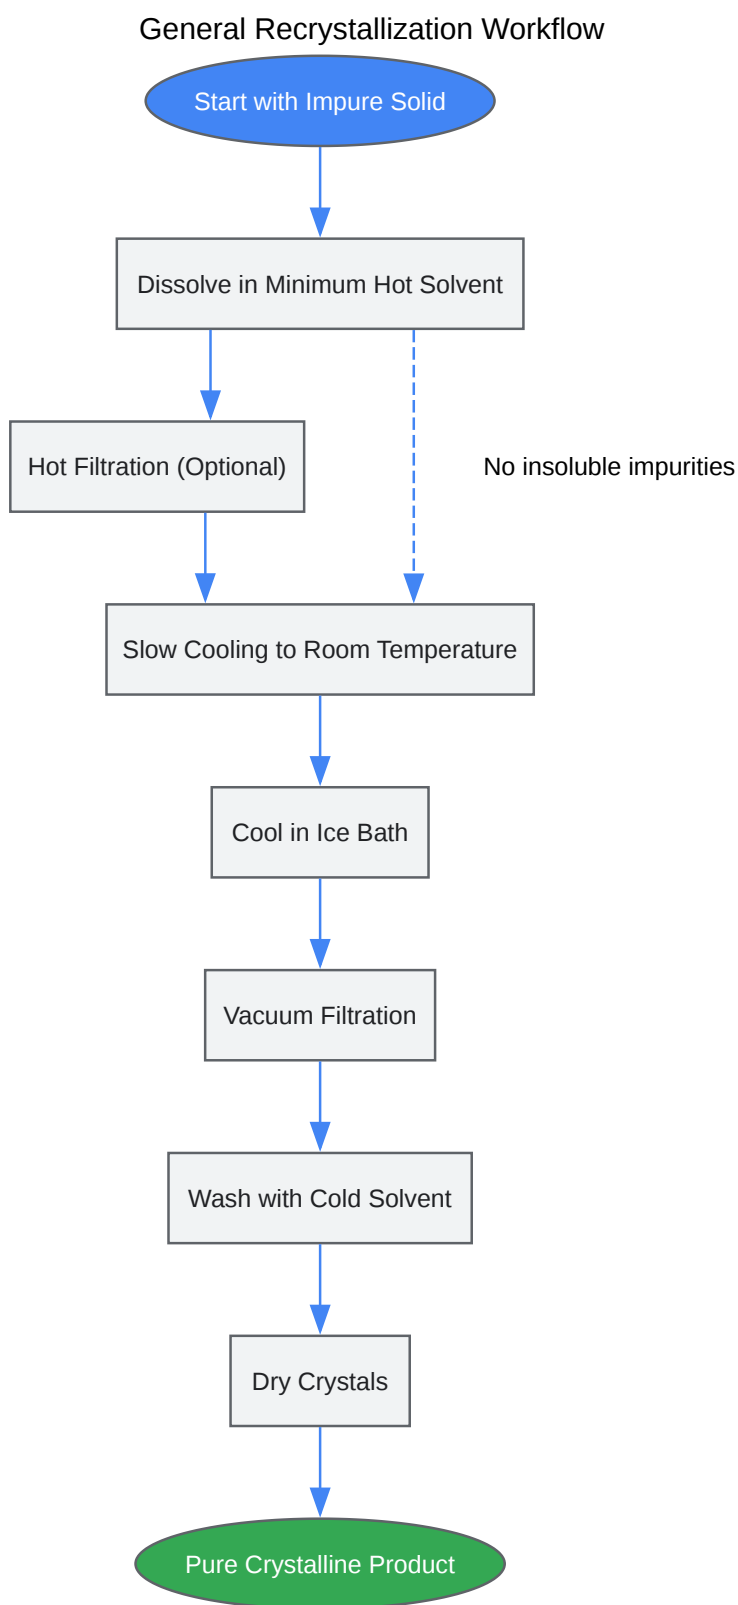 General Recrystallization Workflow
Start with Impure Solid
Dissolve in Minimum Hot Solvent
Hot Filtration (Optional)
No insoluble impurities
Slow Cooling to Room Temperature
Cool in Ice Bath
Vacuum Filtration
Wash with Cold Solvent
Dry Crystals
Pure Crystalline Product